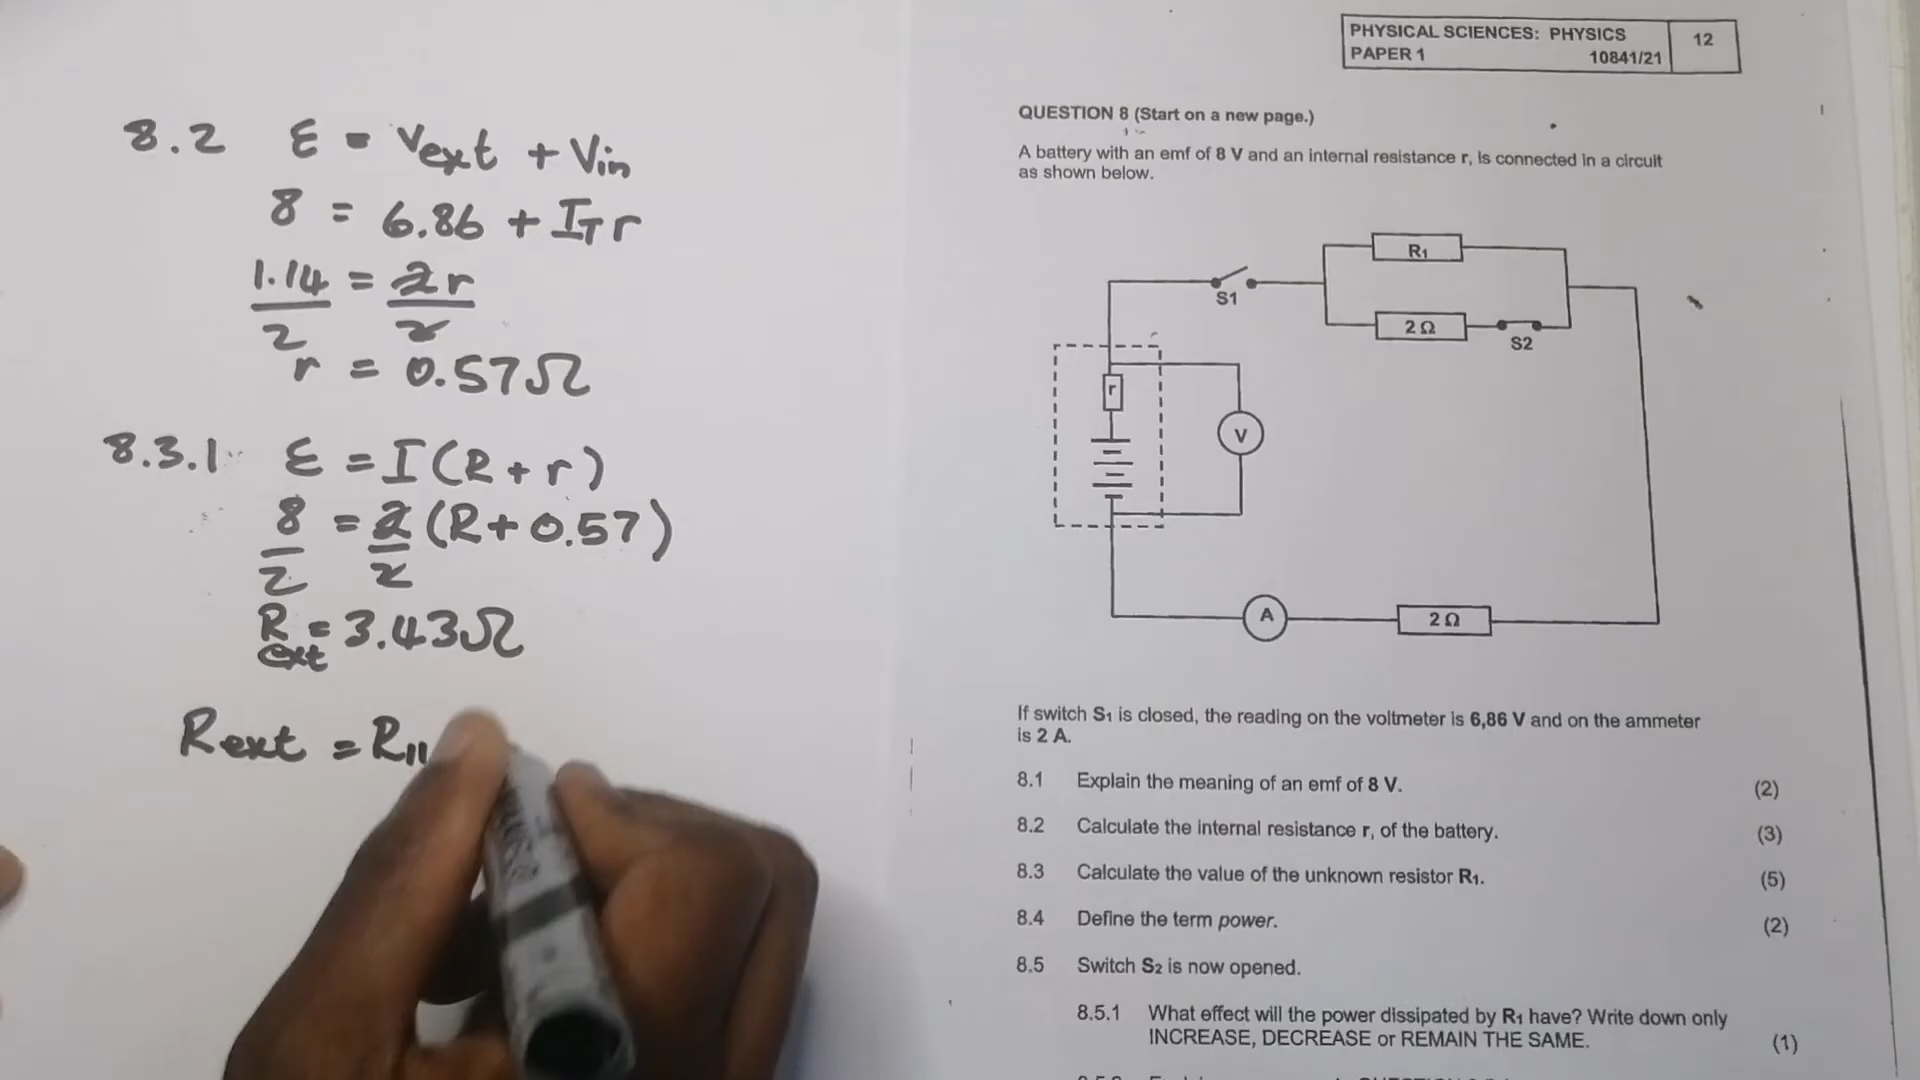 8.2 ε = Vext + Vin
8 = 6.86 + ITr
1.14 = 2r
2 2
r = 0.57Ω
8.3.1 ε = I(R + r)
8 = 2 (R + 0.57)
2 2
R = 3.43Ω
ext
Rext = R||
PHYSICAL SCIENCES: PHYSICS
PAPER 1 10841/21
12
QUESTION 8 (Start on a new page.)
A battery with an emf of 8 V and an internal resistance r, is connected in a circuit
as shown below.
R1
S1
2 Ω
S2
r
V
A
2 Ω
If switch S1 is closed, the reading on the voltmeter is 6,86 V and on the ammeter
is 2 A.
8.1 Explain the meaning of an emf of 8 V. (2)
8.2 Calculate the internal resistance r, of the battery. (3)
8.3 Calculate the value of the unknown resistor R1. (5)
8.4 Define the term power. (2)
8.5 Switch S2 is now opened.
8.5.1 What effect will the power dissipated by R1 have? Write down only
INCREASE, DECREASE or REMAIN THE SAME. (1)